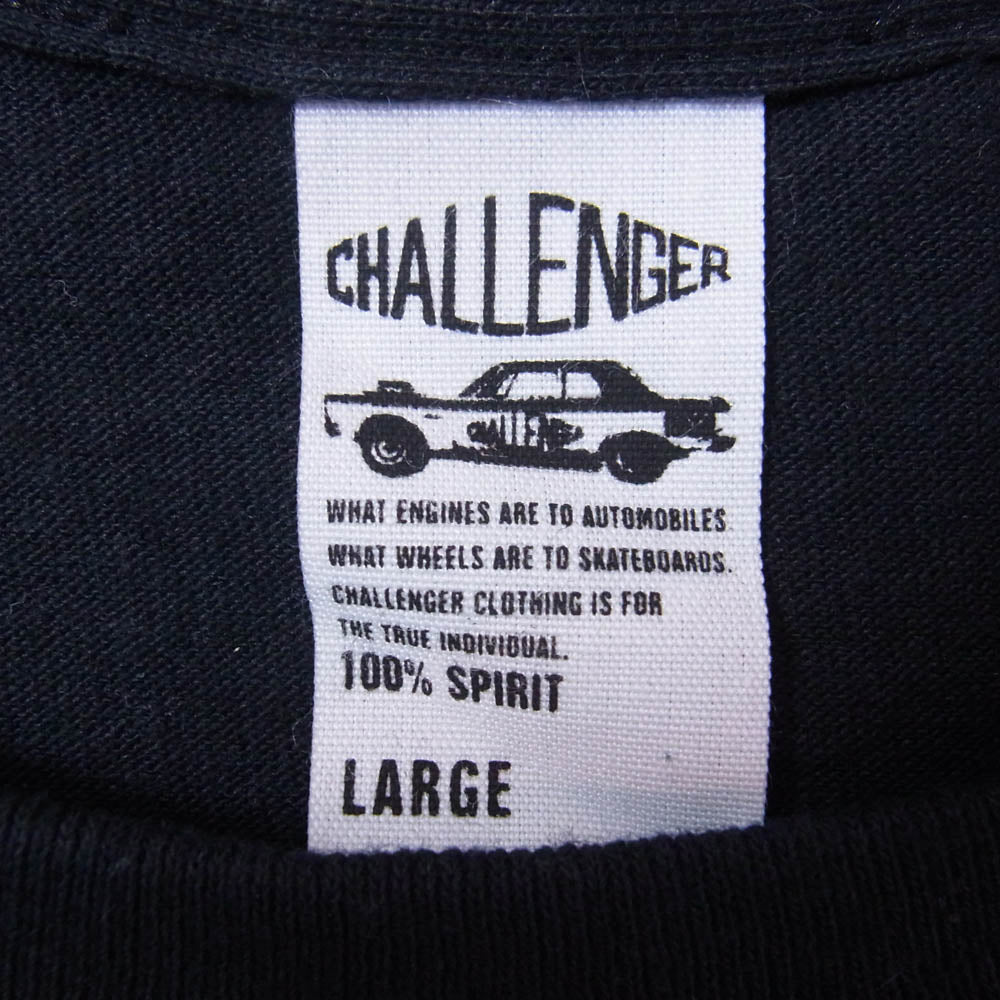 CHALLENGER
CHALLENGER
WHAT ENGINES ARE TO AUTOMOBILES.
WHAT WHEELS ARE TO SKATEBOARDS.
CHALLENGER CLOTHING IS FOR
THE TRUE INDIVIDUAL.
100% SPIRIT
LARGE